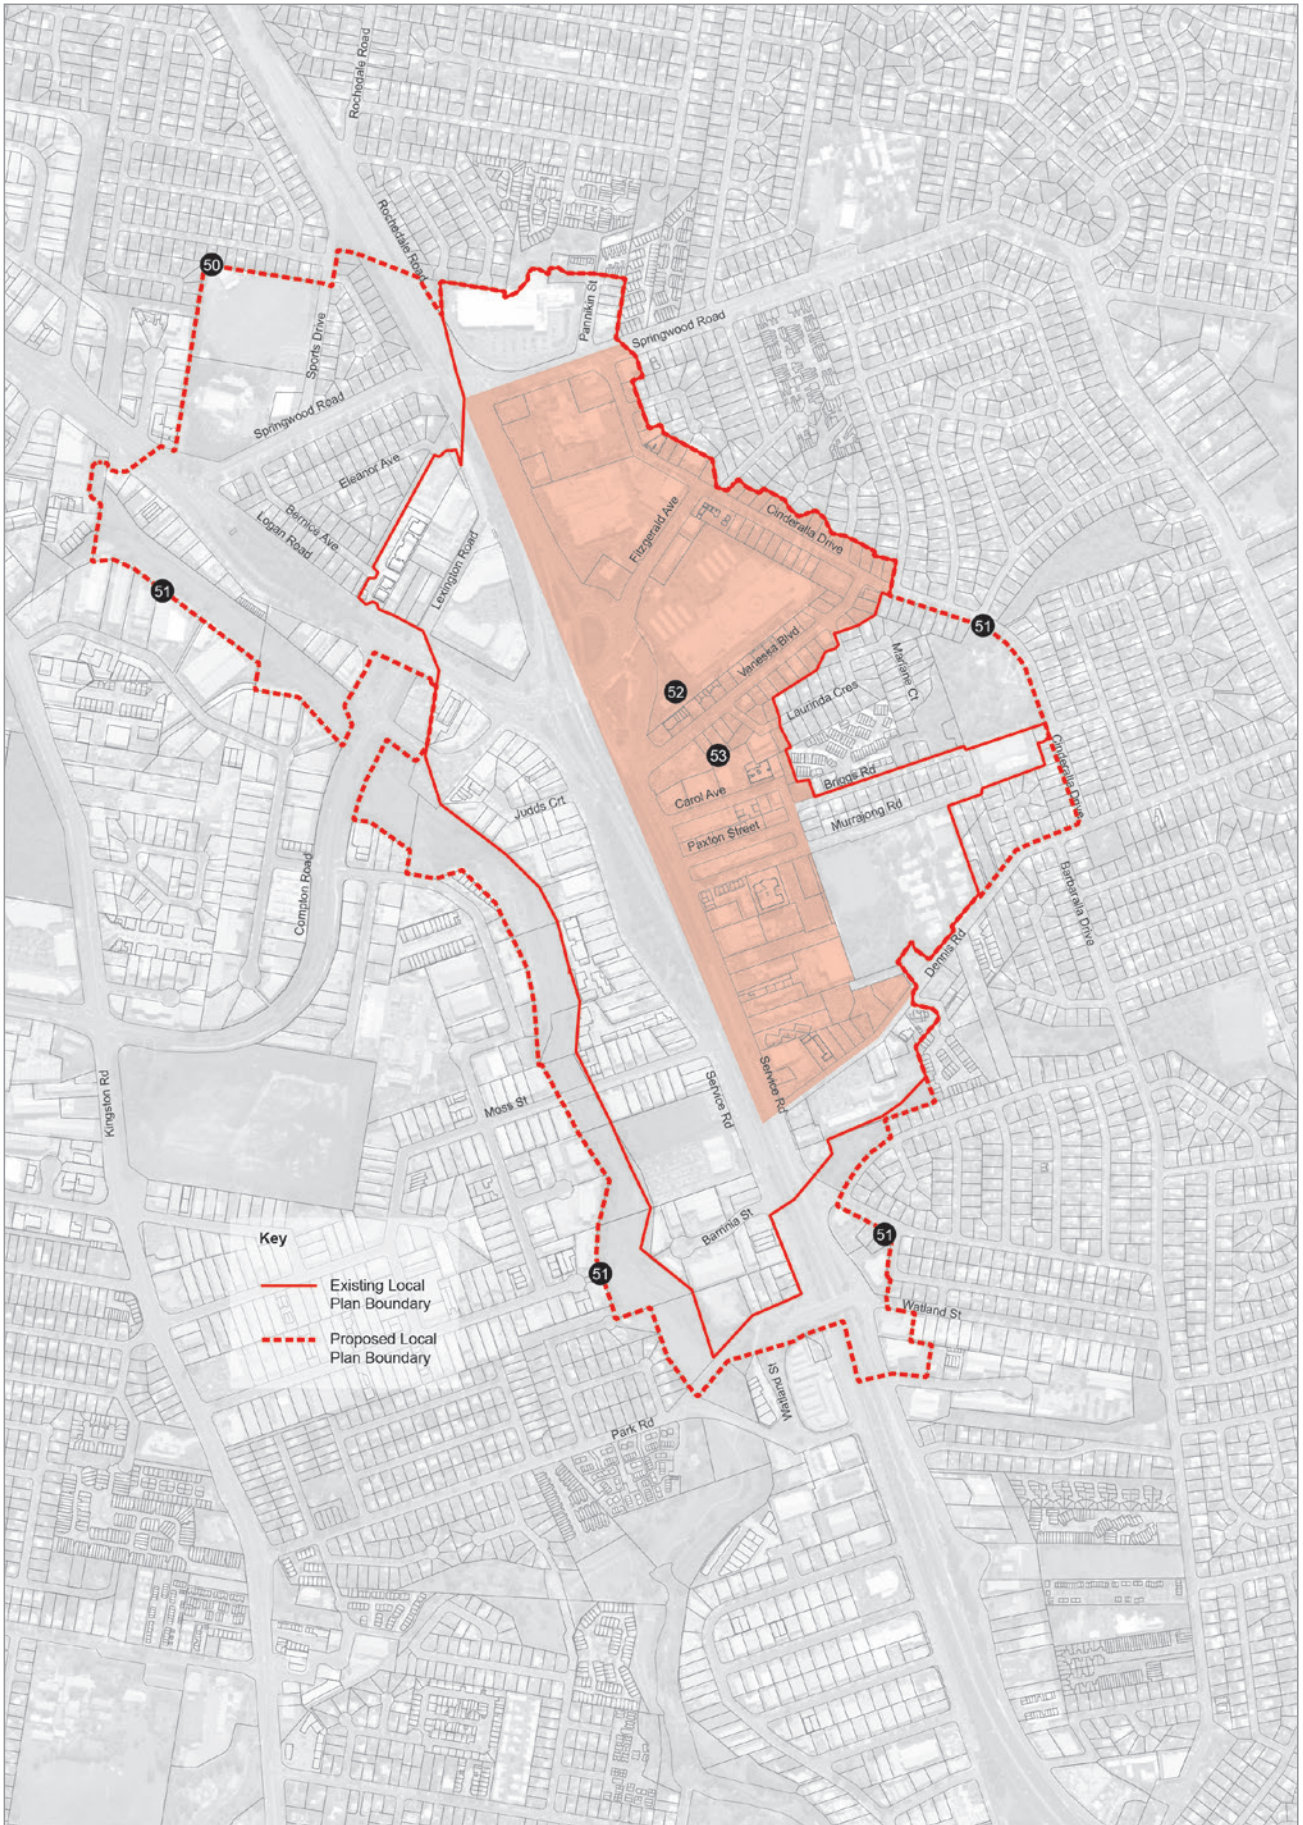 Rochedale Road
Rochedale Road
50
Pannikin St
Springwood Road
Sports Drive
Springwood Road
Eleanor Ave
Bernice Ave
Logan Road
Lexington Road
Fitzgerald Ave
Cinderalla Drive
51
51
Vanessa Blvd
Marlane Ct
52
Laurinda Cres
53
Cinderalla Drive
Briggs Rd
Carol Ave
Judds Crt
Murrajong Rd
Paxton Street
Compton Road
Barbaralla Drive
Dennis Rd
Kingston Rd
Moss St
Service Rd
Service Rd
Barrinia St
51
51
Key
Existing Local
Plan Boundary
Proposed Local
Plan Boundary
Watland St
Watland St
Park Rd